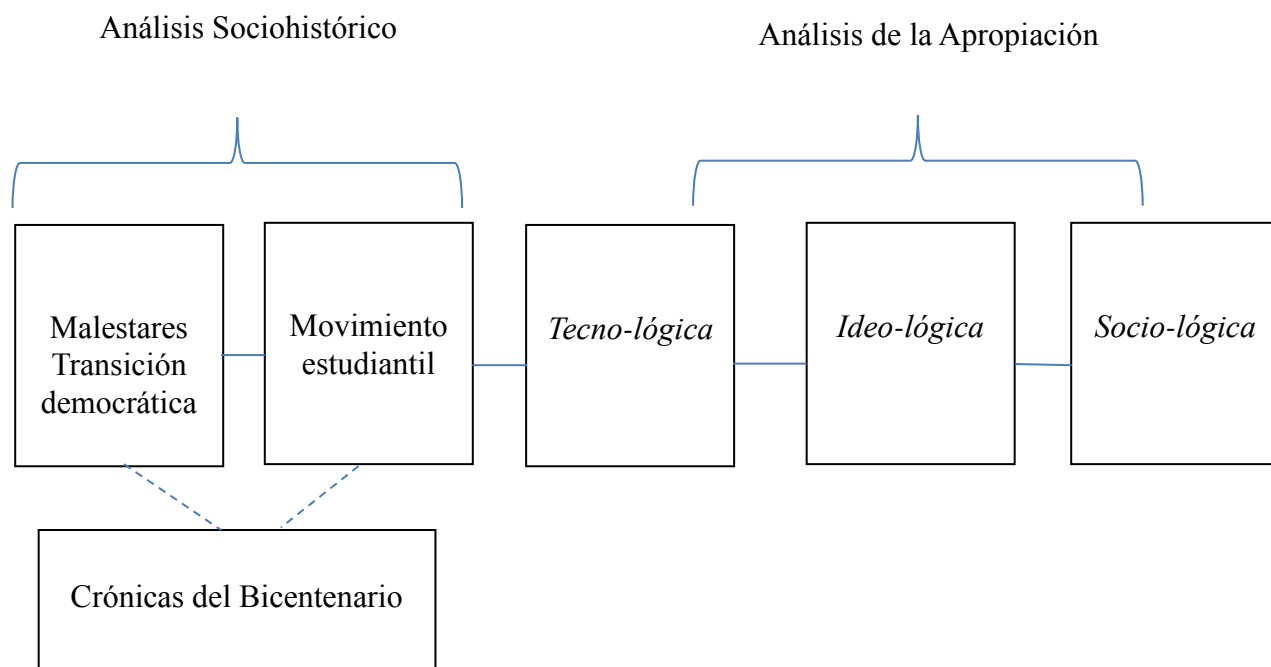 Análisis Sociohistórico
Análisis de la Apropiación
Malestares
Transición
democrática
Movimiento
estudiantil
Tecno-lógica
Ideo-lógica
Socio-lógica
Crónicas del Bicentenario